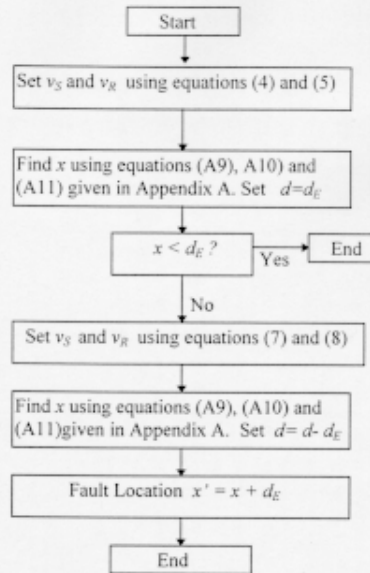 Start
Set v_S and v_R using equations (4) and (5)
Find x using equations (A9), A10) and
(A11) given in Appendix A. Set d=d_E
x < d_E ?
Yes
End
No
Set v_S and v_R using equations (7) and (8)
Find x using equations (A9), (A10) and
(A11)given in Appendix A. Set d= d- d_E
Fault Location x' = x + d_E
End